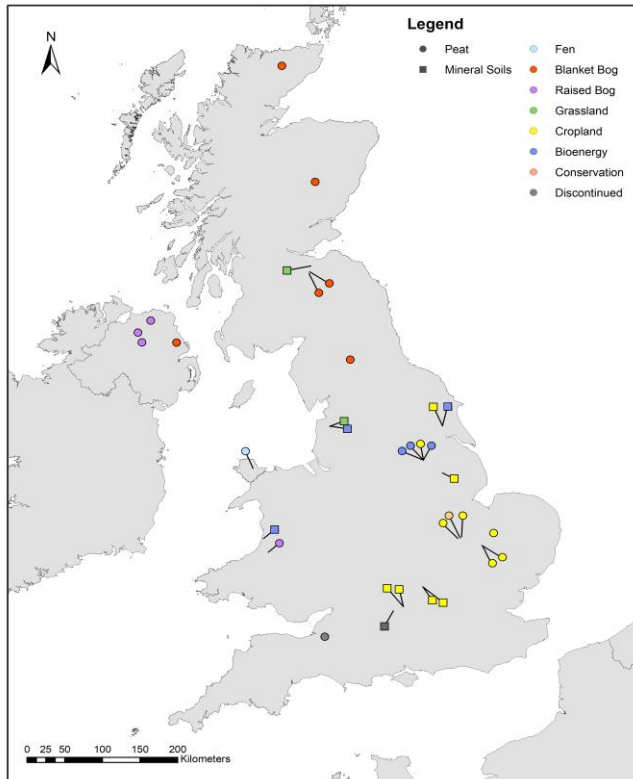 N
Legend
Peat
Mineral Soils
Fen
Blanket Bog
Raised Bog
Grassland
Cropland
Bioenergy
Conservation
Discontinued
0 25 50 100 150 200
Kilometers